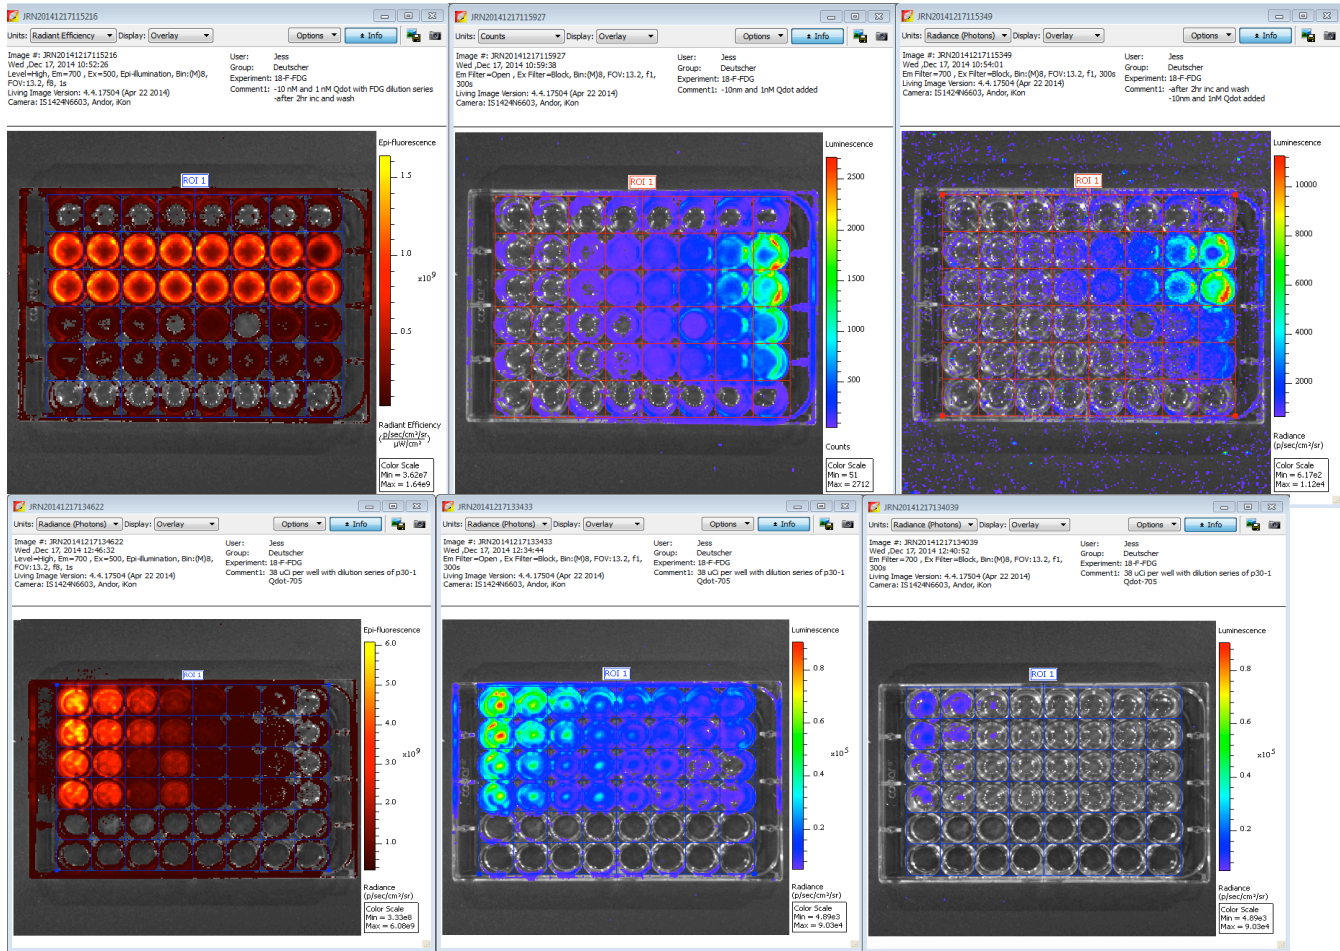 JRN20141217115216
Units: Radiant Efficiency Display: Overlay Options Info
Image #: JRN20141217115216
Wed ,Dec 17, 2014 10:52:26
Level=High, Em=700 , Ex=500, Epi-illumination, Bin:(M)8,
FOV:13.2, f8, 1s
Living Image Version: 4.4.17504 (Apr 22 2014)
Camera: IS1424N6603, Andor, iKon
User: Jess
Group: Deutscher
Experiment: 18-F-FDG
Comment1: -10 nM and 1 nM Qdot with FDG dilution series
-after 2hr inc and wash
ROI 1
Epi-fluorescence
1.5
1.0
x10⁹
0.5
Radiant Efficiency
(p/sec/cm²/sr / µW/cm²)
Color Scale
Min = 3.62e7
Max = 1.64e9
JRN20141217115927
Units: Counts Display: Overlay Options Info
Image #: JRN20141217115927
Wed ,Dec 17, 2014 10:59:38
Em Filter=Open , Ex Filter=Block, Bin:(M)8, FOV:13.2, f1,
300s
Living Image Version: 4.4.17504 (Apr 22 2014)
Camera: IS1424N6603, Andor, iKon
User: Jess
Group: Deutscher
Experiment: 18-F-FDG
Comment1: -10nM and 1nM Qdot added
ROI 1
Luminescence
2500
2000
1500
1000
500
Counts
Color Scale
Min = 51
Max = 2712
JRN20141217115349
Units: Radiance (Photons) Display: Overlay Options Info
Image #: JRN20141217115349
Wed ,Dec 17, 2014 10:54:01
Em Filter=700 , Ex Filter=Block, Bin:(M)8, FOV:13.2, f1, 300s
Living Image Version: 4.4.17504 (Apr 22 2014)
Camera: IS1424N6603, Andor, iKon
User: Jess
Group: Deutscher
Experiment: 18-F-FDG
Comment1: -after 2hr inc and wash
-10nm and 1nM Qdot added
ROI 1
Luminescence
10000
8000
6000
4000
2000
Radiance
(p/sec/cm²/sr)
Color Scale
Min = 6.17e2
Max = 1.12e4
JRN20141217134622
Units: Radiance (Photons) Display: Overlay Options Info
Image #: JRN20141217134622
Wed ,Dec 17, 2014 12:46:32
Level=High, Em=700 , Ex=500, Epi-illumination, Bin:(M)8,
FOV:13.2, f8, 1s
Living Image Version: 4.4.17504 (Apr 22 2014)
Camera: IS1424N6603, Andor, iKon
User: Jess
Group: Deutscher
Experiment: 18-F-FDG
Comment1: 38 uCi per well with dilution series of p30-1
Qdot-705
ROI 1
Epi-fluorescence
6.0
5.0
4.0
x10⁹
3.0
2.0
1.0
Radiance
(p/sec/cm²/sr)
Color Scale
Min = 3.33e8
Max = 6.08e9
JRN20141217133433
Units: Radiance (Photons) Display: Overlay Options Info
Image #: JRN20141217133433
Wed ,Dec 17, 2014 12:34:44
Em Filter=Open , Ex Filter=Block, Bin:(M)8, FOV:13.2, f1,
300s
Living Image Version: 4.4.17504 (Apr 22 2014)
Camera: IS1424N6603, Andor, iKon
User: Jess
Group: Deutscher
Experiment: 18-F-FDG
Comment1: 38 uCi per well with dilution series of p30-1
Qdot-705
ROI 1
Luminescence
0.8
0.6
x10⁵
0.4
0.2
Radiance
(p/sec/cm²/sr)
Color Scale
Min = 4.89e3
Max = 9.03e4
JRN20141217134039
Units: Radiance (Photons) Display: Overlay Options Info
Image #: JRN20141217134039
Wed ,Dec 17, 2014 12:40:52
Em Filter=700 , Ex Filter=Block, Bin:(M)8, FOV:13.2, f1,
300s
Living Image Version: 4.4.17504 (Apr 22 2014)
Camera: IS1424N6603, Andor, iKon
User: Jess
Group: Deutscher
Experiment: 18-F-FDG
Comment1: 38 uCi per well with dilution series of p30-1
Qdot-705
ROI 1
Luminescence
0.8
0.6
x10⁵
0.4
0.2
Radiance
(p/sec/cm²/sr)
Color Scale
Min = 4.89e3
Max = 9.03e4